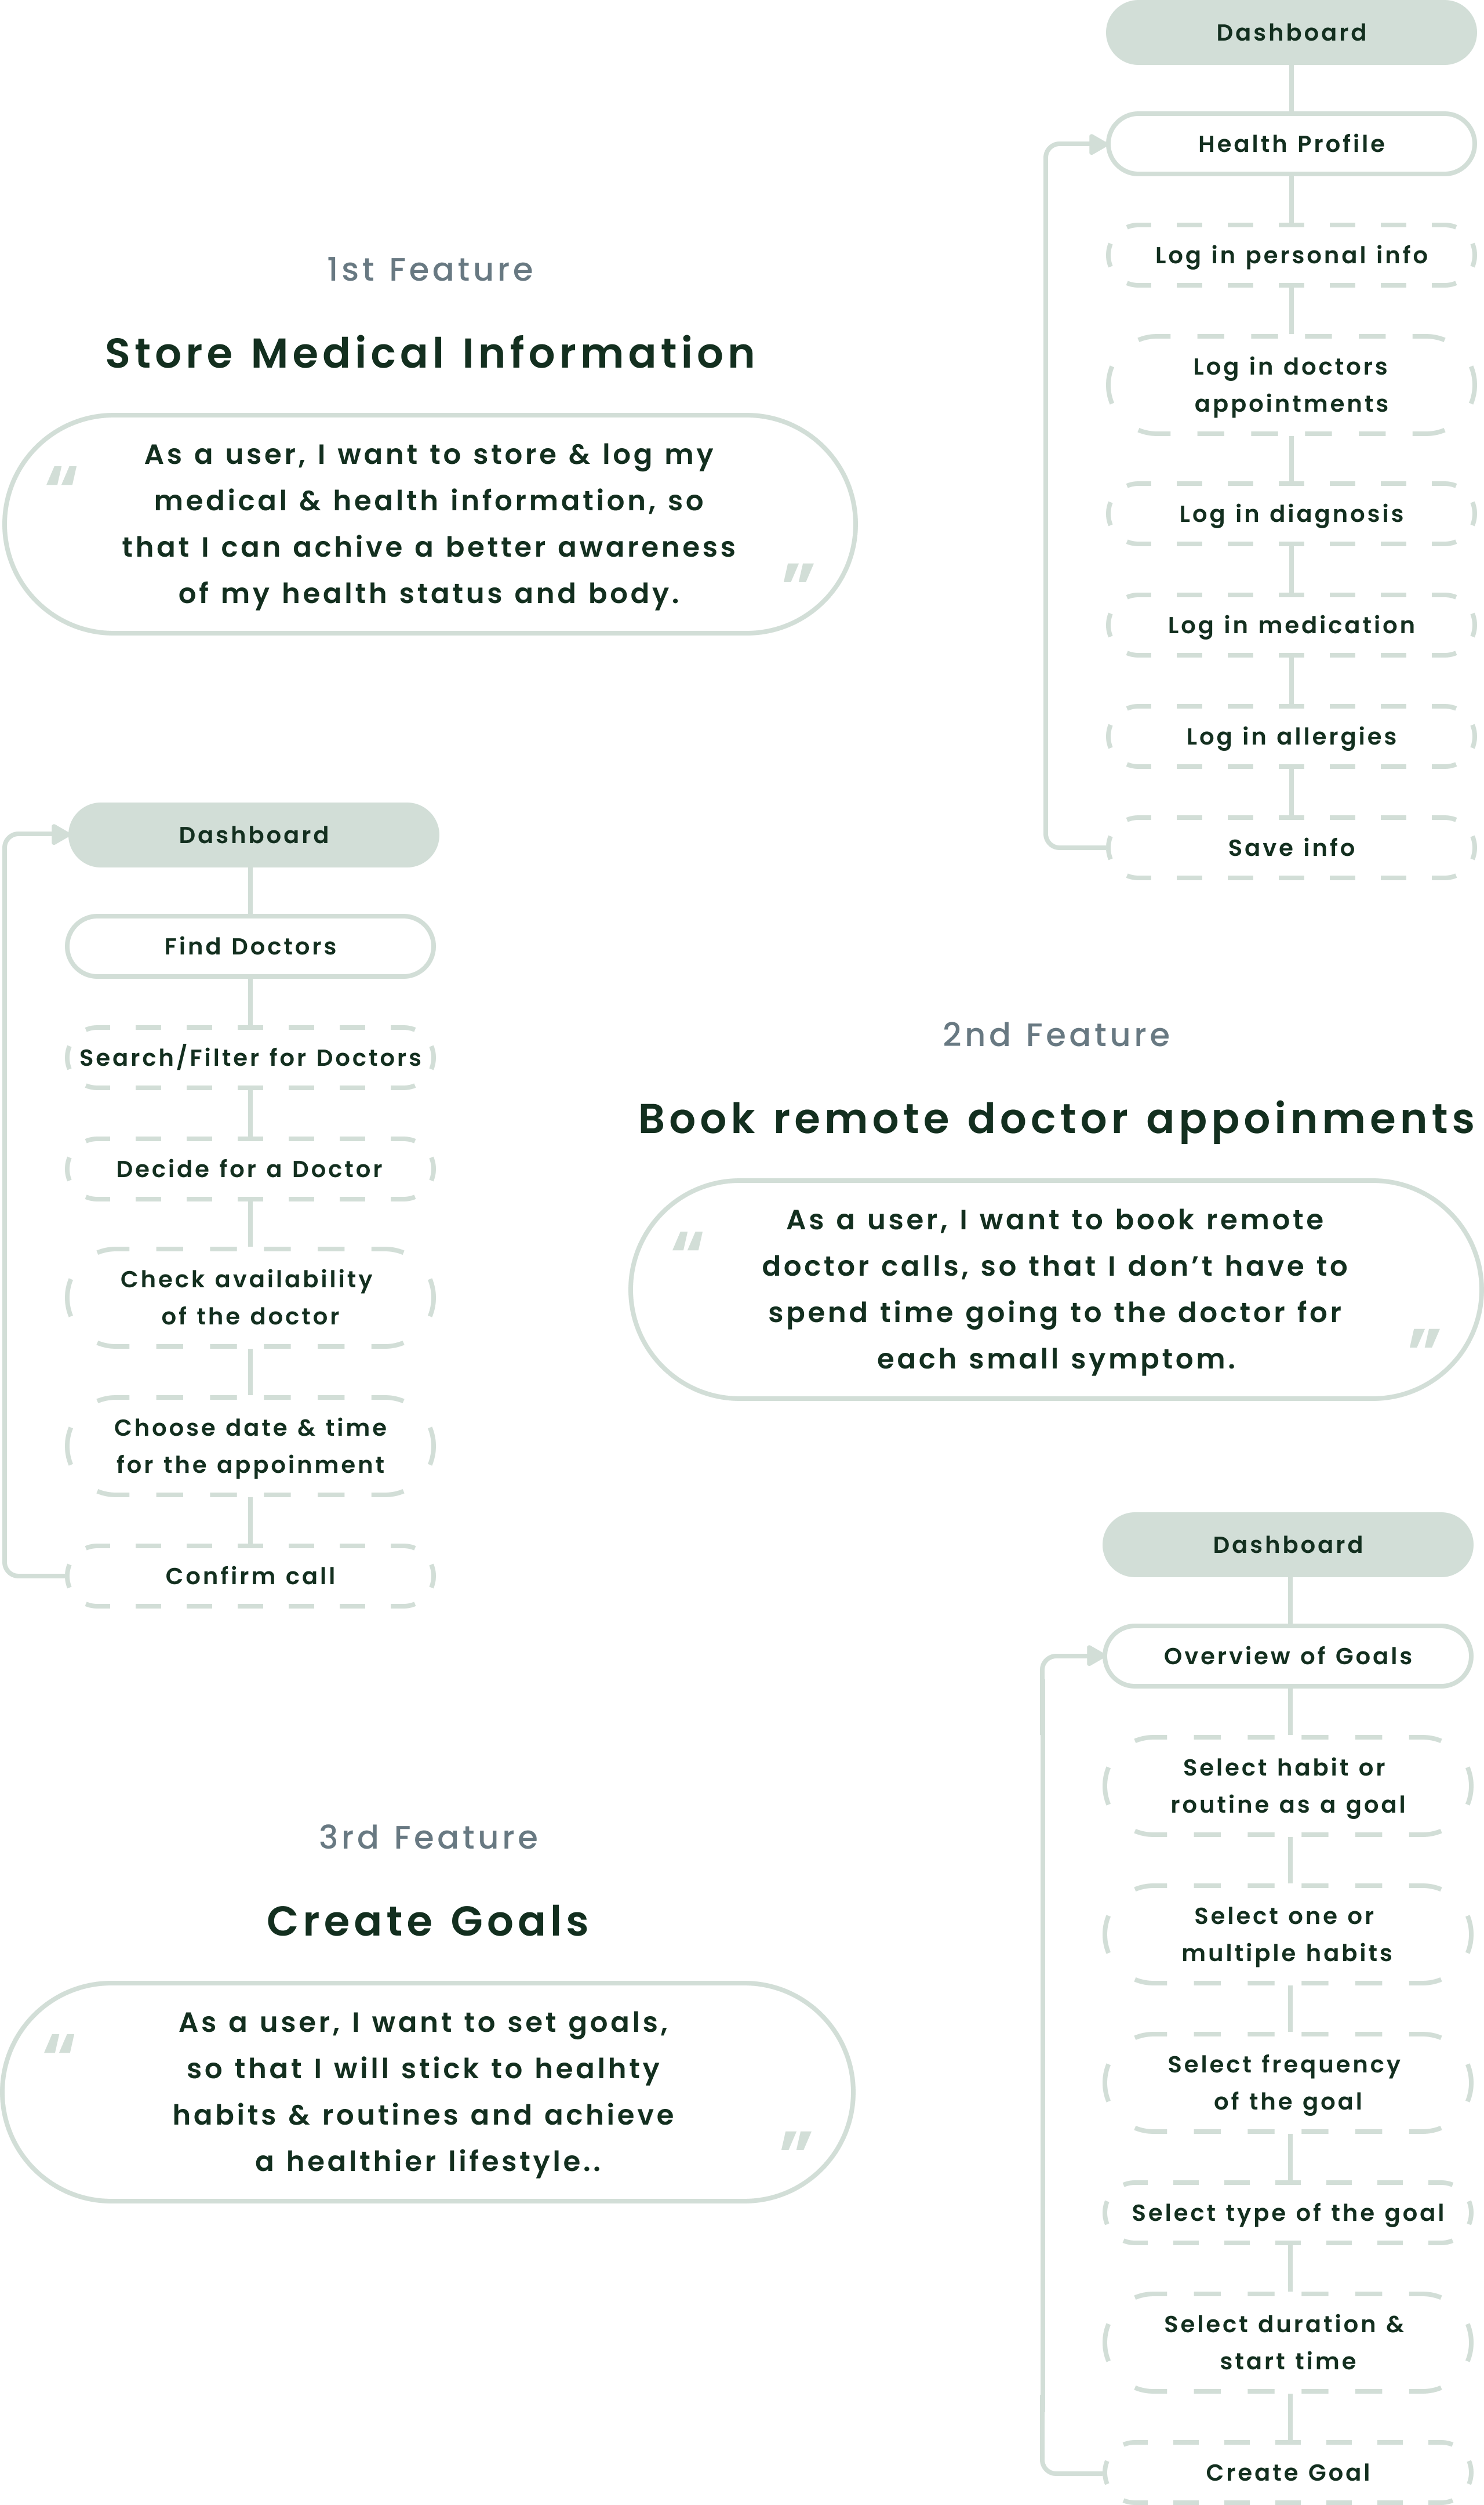 Dashboard
Health Profile
Log in personal info
Log in doctors
appointments
Log in diagnosis
Log in medication
Log in allergies
Save info
1st Feature
Store Medical Information
“
As a user, I want to store & log my
medical & health information, so
that I can achive a better awareness
of my health status and body.
”
Dashboard
Find Doctors
Search/Filter for Doctors
Decide for a Doctor
Check availability
of the doctor
Choose date & time
for the appoinment
Confirm call
2nd Feature
Book remote doctor appoinments
“
As a user, I want to book remote
doctor calls, so that I don’t have to
spend time going to the doctor for
each small symptom.
”
3rd Feature
Create Goals
“
As a user, I want to set goals,
so that I will stick to healhty
habits & routines and achieve
a healthier lifestyle..
”
Dashboard
Overview of Goals
Select habit or
routine as a goal
Select one or
multiple habits
Select frequency
of the goal
Select type of the goal
Select duration &
start time
Create Goal